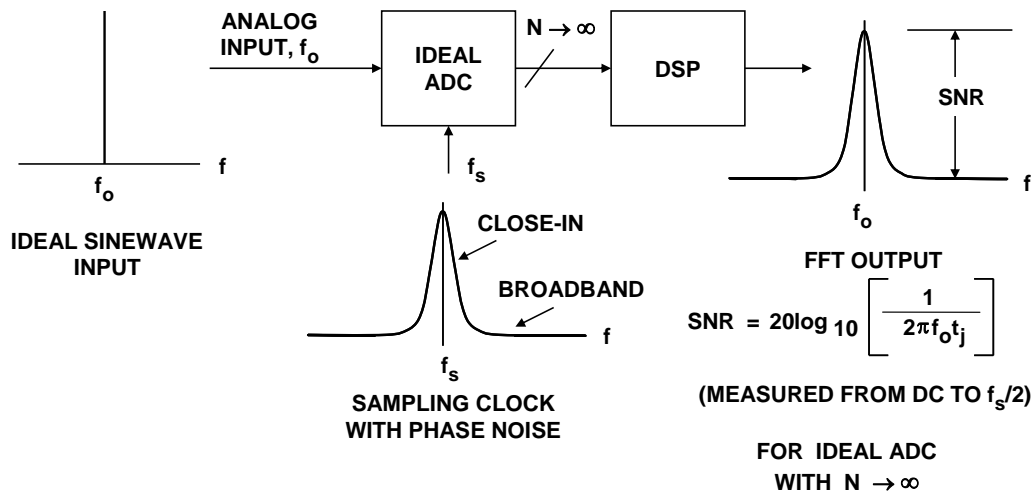 ANALOG
INPUT, fo
N → ∞
IDEAL
ADC
DSP
SNR
f
fo
IDEAL SINEWAVE
INPUT
fs
CLOSE-IN
BROADBAND
f
fs
SAMPLING CLOCK
WITH PHASE NOISE
f
fo
FFT OUTPUT
SNR = 20log10 [ 1 / 2πfotj ]
(MEASURED FROM DC TO fs/2)
FOR IDEAL ADC
WITH N → ∞